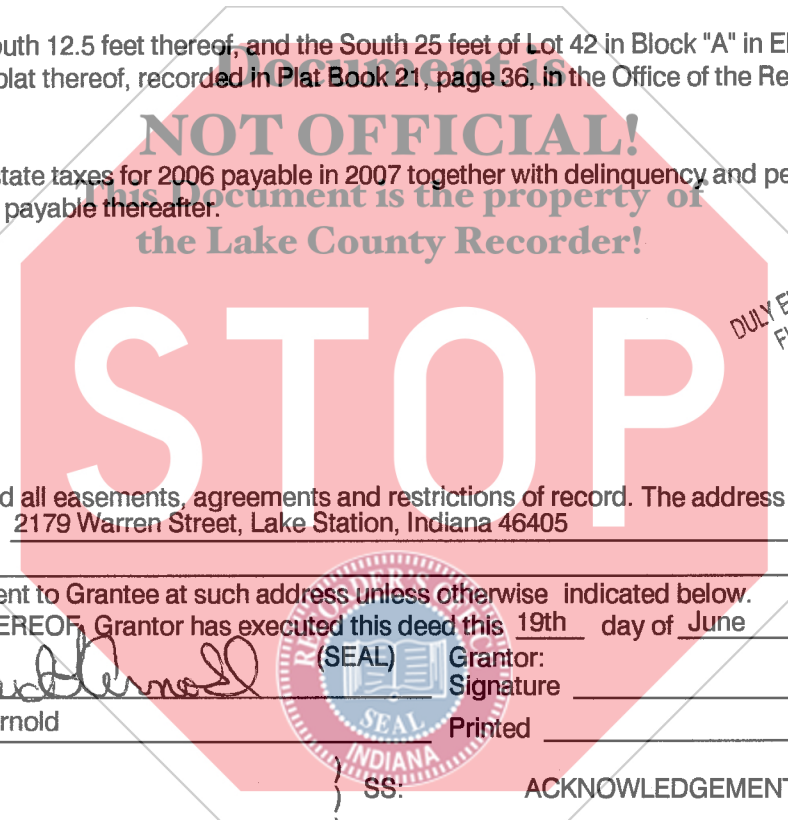 outh 12.5 feet thereof, and the South 25 feet of Lot 42 in Block "A" in El
Document is
plat thereof, recorded in Plat Book 21, page 36, in the Office of the Re
NOT OFFICIAL!
state taxes for 2006 payable in 2007 together with delinquency and pe
This Document is the property of
payable thereafter.
the Lake County Recorder!
DULY E
STOP
d all easements, agreements and restrictions of record. The address
2179 Warren Street, Lake Station, Indiana 46405
ent to Grantee at such address unless otherwise indicated below.
EREOF, Grantor has executed this deed this 19th day of June
(SEAL) Grantor:
Signature
rnold
Printed
RECORDER'S OFFICE
SEAL
INDIANA
SS: ACKNOWLEDGEMENT